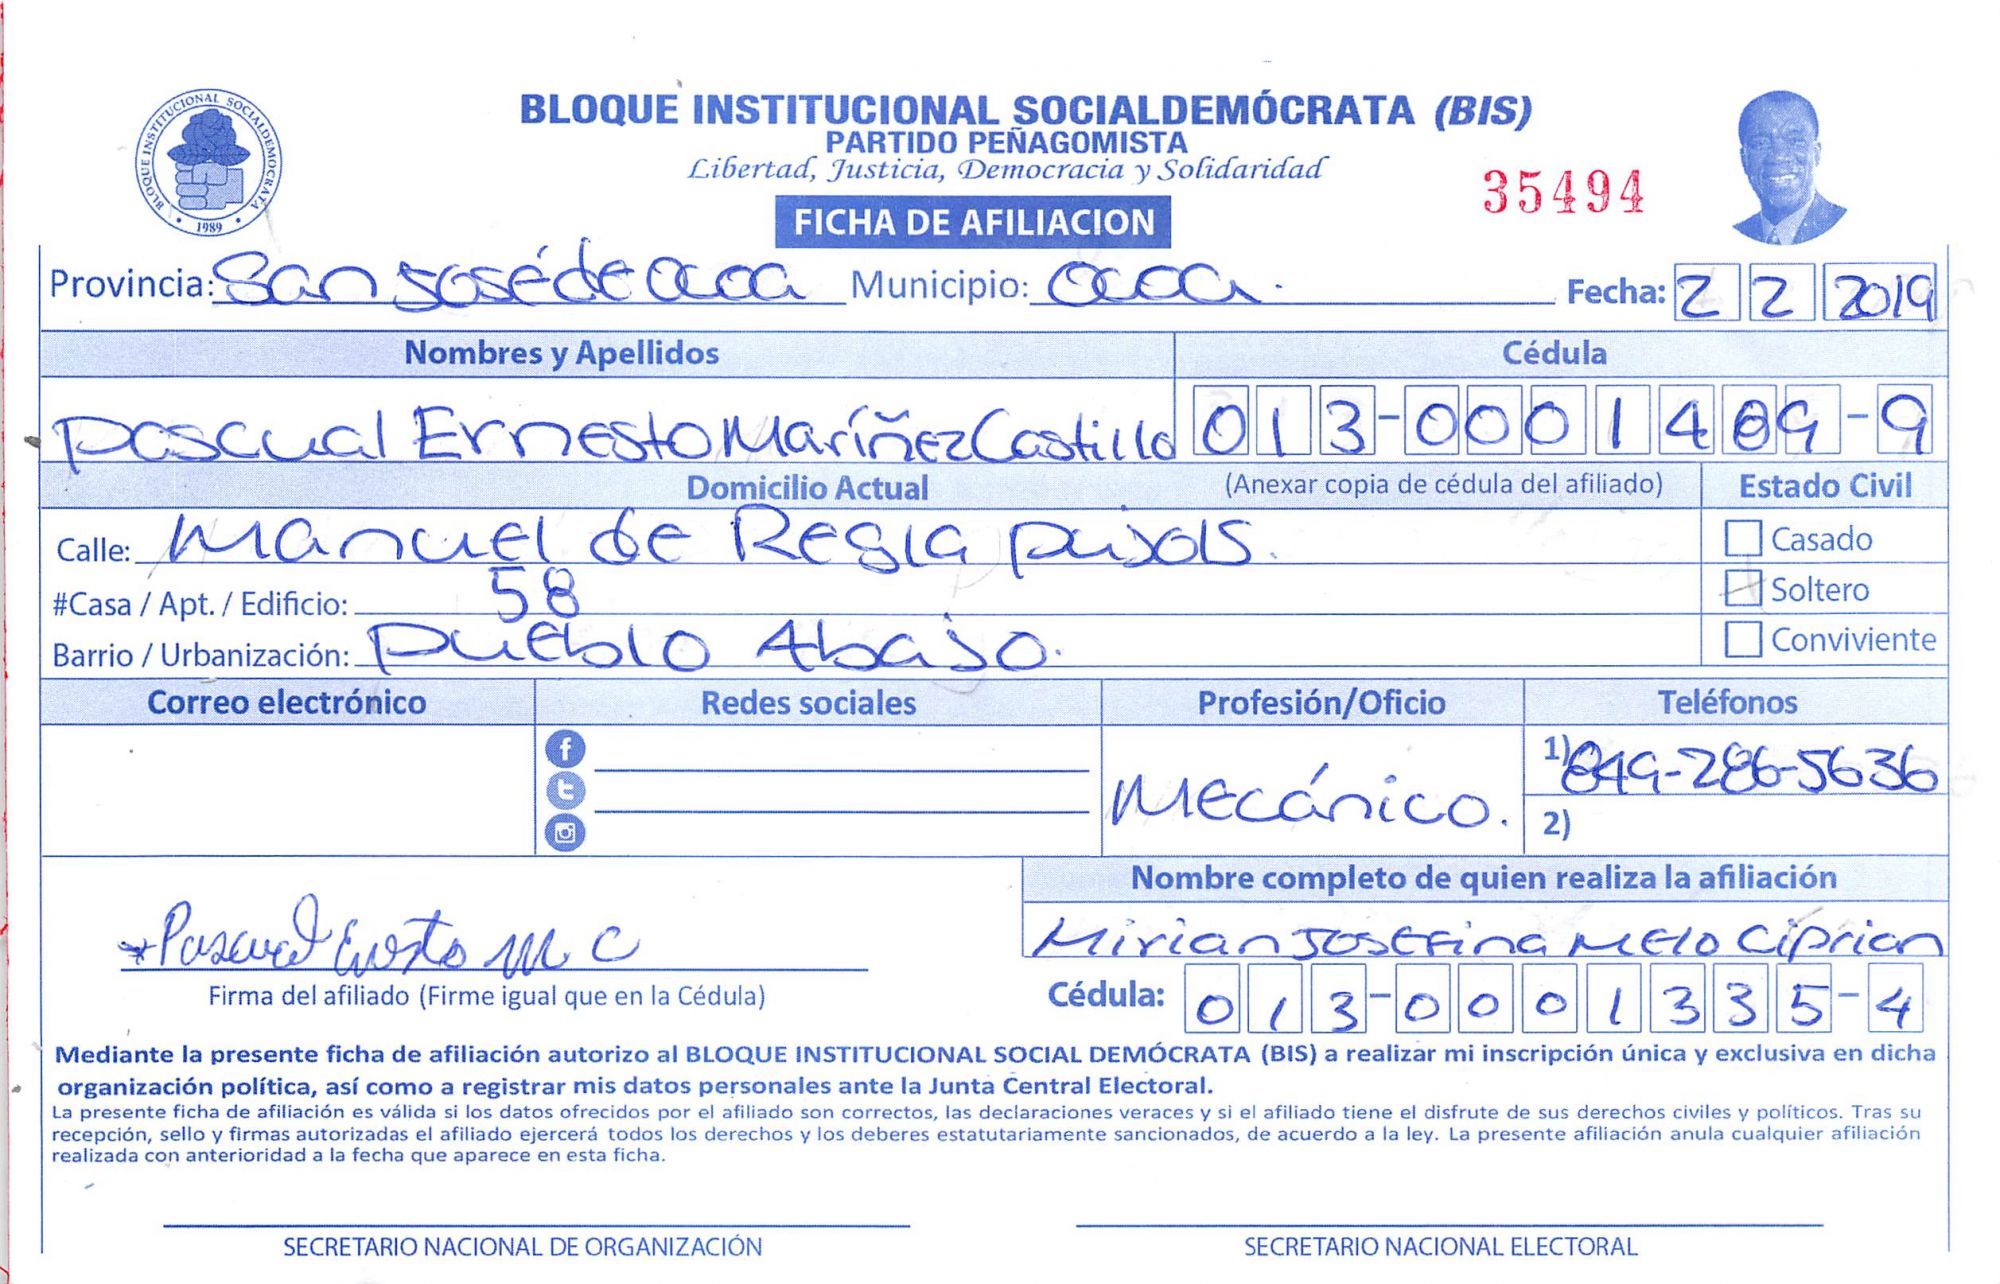 BLOQUE INSTITUCIONAL SOCIALDEMÓCRATA (BIS)
PARTIDO PEÑAGOMISTA
Libertad, Justicia, Democracia y Solidaridad
BLOQUE INSTITUCIONAL SOCIALDEMOCRATA
1989
35494
FICHA DE AFILIACION
Provincia: San José de Ocoa Municipio: Ocoa. Fecha: 2 2 2019
Nombres y Apellidos Cédula
Pascual Ernesto Maríñez Castillo 013-0001489-9
Domicilio Actual (Anexar copia de cédula del afiliado) Estado Civil
Calle: Manuel de Regla Pujols. Casado
#Casa / Apt. / Edificio: 58 Soltero
Barrio / Urbanización: Pueblo Abajo. Conviviente
Correo electrónico Redes sociales Profesión/Oficio Teléfonos
Mecánico. 1) 849-286-5636
2)
Nombre completo de quien realiza la afiliación
*Pascual Ernesto M C Mirian Josefina Melo Ciprian
Firma del afiliado (Firme igual que en la Cédula) Cédula: 013-0001335-4
Mediante la presente ficha de afiliación autorizo al BLOQUE INSTITUCIONAL SOCIAL DEMÓCRATA (BIS) a realizar mi inscripción única y exclusiva en dicha
organización política, así como a registrar mis datos personales ante la Junta Central Electoral.
La presente ficha de afiliación es válida si los datos ofrecidos por el afiliado son correctos, las declaraciones veraces y si el afiliado tiene el disfrute de sus derechos civiles y políticos. Tras su
recepción, sello y firmas autorizadas el afiliado ejercerá todos los derechos y los deberes estatutariamente sancionados, de acuerdo a la ley. La presente afiliación anula cualquier afiliación
realizada con anterioridad a la fecha que aparece en esta ficha.
SECRETARIO NACIONAL DE ORGANIZACIÓN SECRETARIO NACIONAL ELECTORAL